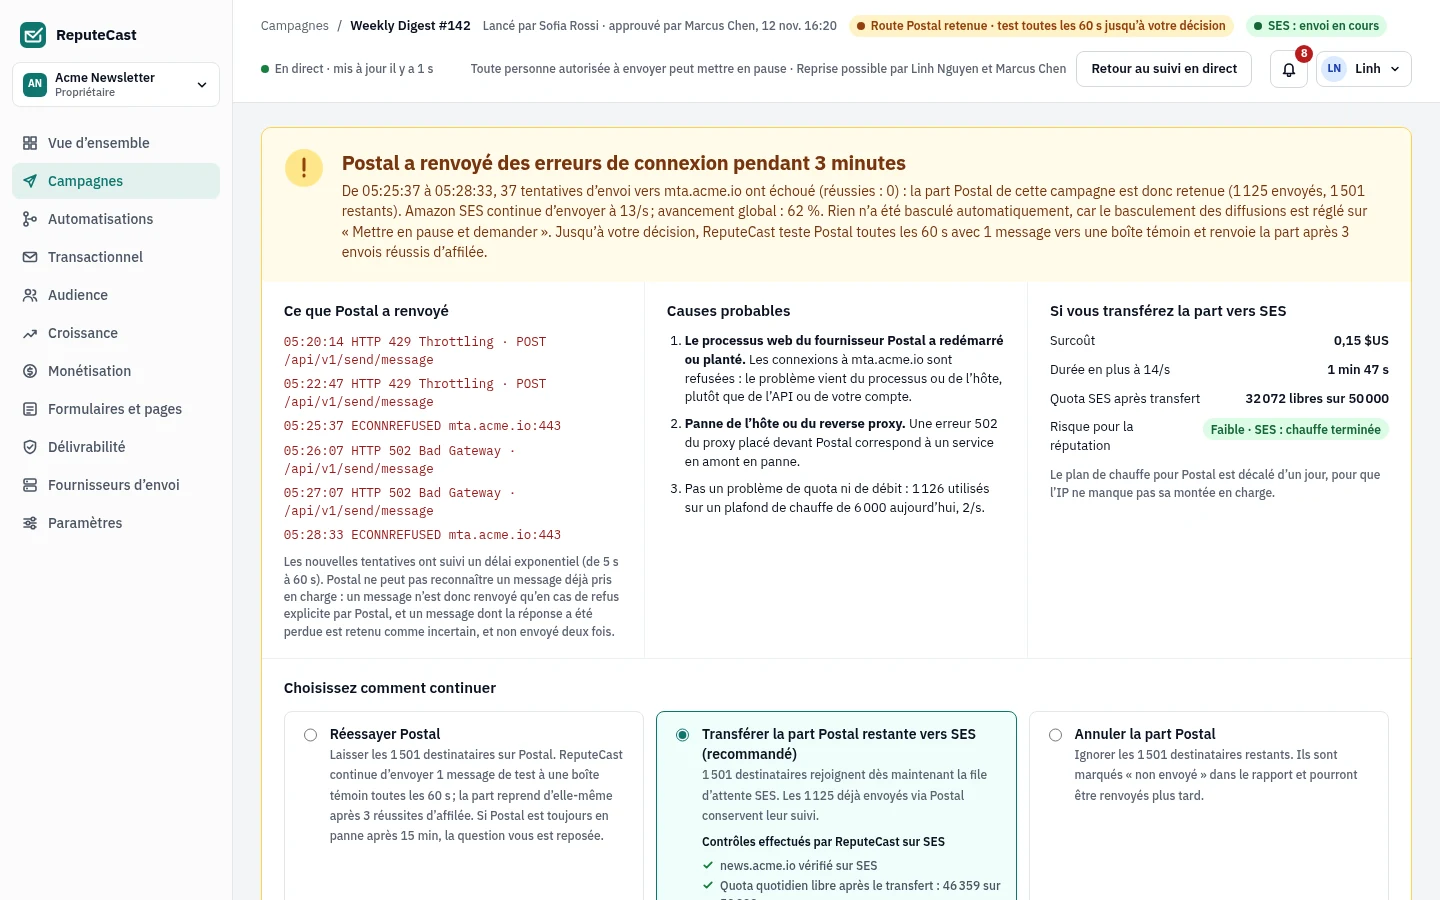 ReputeCast
AN
Acme Newsletter
Propriétaire
Vue d’ensemble
Campagnes
Automatisations
Transactionnel
Audience
Croissance
Monétisation
Formulaires et pages
Délivrabilité
Fournisseurs d’envoi
Paramètres
Campagnes / Weekly Digest #142 Lancé par Sofia Rossi · approuvé par Marcus Chen, 12 nov. 16:20 Route Postal retenue · test toutes les 60 s jusqu’à votre décision SES : envoi en cours
En direct · mis à jour il y a 1 s Toute personne autorisée à envoyer peut mettre en pause · Reprise possible par Linh Nguyen et Marcus Chen Retour au suivi en direct 8 LN Linh
Postal a renvoyé des erreurs de connexion pendant 3 minutes
De 05:25:37 à 05:28:33, 37 tentatives d’envoi vers mta.acme.io ont échoué (réussies : 0) : la part Postal de cette campagne est donc retenue (1 125 envoyés, 1 501
restants). Amazon SES continue d’envoyer à 13/s ; avancement global : 62 %. Rien n’a été basculé automatiquement, car le basculement des diffusions est réglé sur
« Mettre en pause et demander ». Jusqu’à votre décision, ReputeCast teste Postal toutes les 60 s avec 1 message vers une boîte témoin et renvoie la part après 3
envois réussis d’affilée.
Ce que Postal a renvoyé
05:20:14 HTTP 429 Throttling · POST
/api/v1/send/message
05:22:47 HTTP 429 Throttling · POST
/api/v1/send/message
05:25:37 ECONNREFUSED mta.acme.io:443
05:26:07 HTTP 502 Bad Gateway ·
/api/v1/send/message
05:27:07 HTTP 502 Bad Gateway ·
/api/v1/send/message
05:28:33 ECONNREFUSED mta.acme.io:443
Les nouvelles tentatives ont suivi un délai exponentiel (de 5 s
à 60 s). Postal ne peut pas reconnaître un message déjà pris
en charge : un message n’est donc renvoyé qu’en cas de refus
explicite par Postal, et un message dont la réponse a été
perdue est retenu comme incertain, et non envoyé deux fois.
Causes probables
1. Le processus web du fournisseur Postal a redémarré
ou planté. Les connexions à mta.acme.io sont
refusées : le problème vient du processus ou de l’hôte,
plutôt que de l’API ou de votre compte.
2. Panne de l’hôte ou du reverse proxy. Une erreur 502
du proxy placé devant Postal correspond à un service
en amont en panne.
3. Pas un problème de quota ni de débit : 1 126 utilisés
sur un plafond de chauffe de 6 000 aujourd’hui, 2/s.
Si vous transférez la part vers SES
Surcoût 0,15 $US
Durée en plus à 14/s 1 min 47 s
Quota SES après transfert 32 072 libres sur 50 000
Risque pour la
réputation
Faible · SES : chauffe terminée
Le plan de chauffe pour Postal est décalé d’un jour, pour que
l’IP ne manque pas sa montée en charge.
Choisissez comment continuer
Réessayer Postal
Laisser les 1 501 destinataires sur Postal. ReputeCast
continue d’envoyer 1 message de test à une boîte
témoin toutes les 60 s ; la part reprend d’elle-même
après 3 réussites d’affilée. Si Postal est toujours en
panne après 15 min, la question vous est reposée.
Transférer la part Postal restante vers SES
(recommandé)
1 501 destinataires rejoignent dès maintenant la file
d’attente SES. Les 1 125 déjà envoyés via Postal
conservent leur suivi.
Contrôles effectués par ReputeCast sur SES
news.acme.io vérifié sur SES
Quota quotidien libre après le transfert : 46 359 sur
Annuler la part Postal
Ignorer les 1 501 destinataires restants. Ils sont
marqués « non envoyé » dans le rapport et pourront
être renvoyés plus tard.